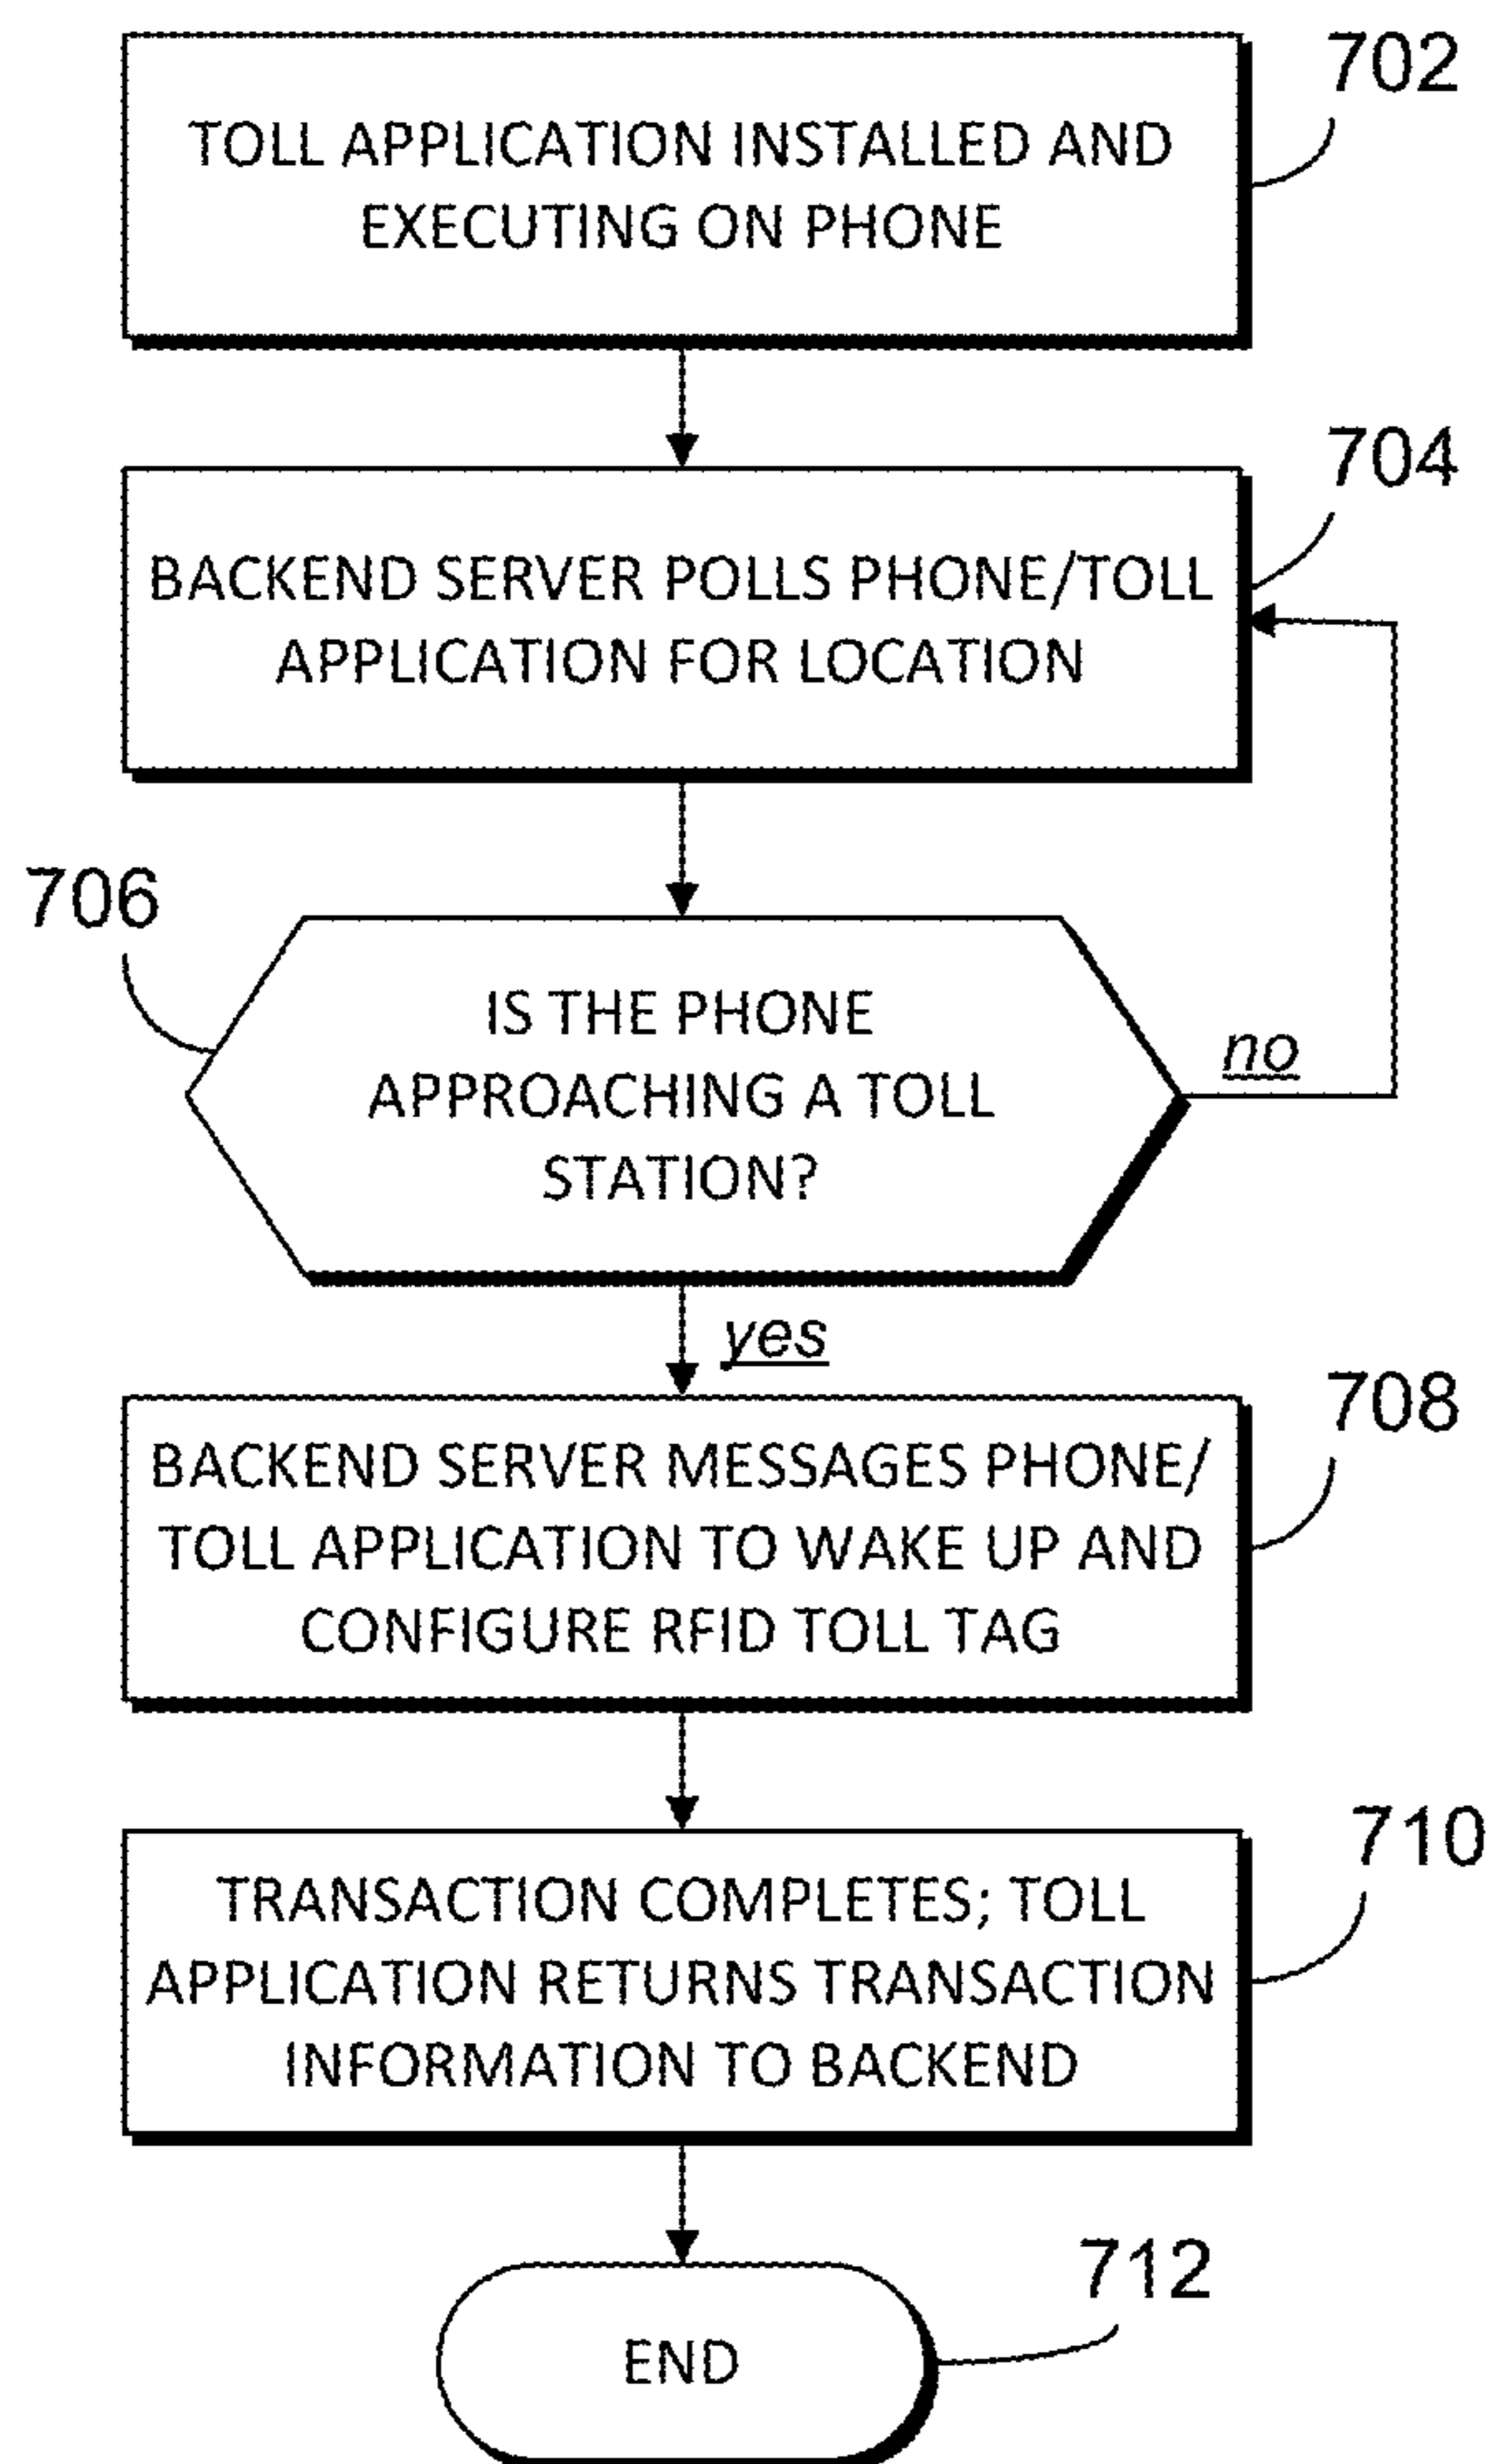 702
TOLL APPLICATION INSTALLED AND
EXECUTING ON PHONE
704
BACKEND SERVER POLLS PHONE/TOLL
APPLICATION FOR LOCATION
706
IS THE PHONE
APPROACHING A TOLL
STATION?
no
yes
708
BACKEND SERVER MESSAGES PHONE/
TOLL APPLICATION TO WAKE UP AND
CONFIGURE RFID TOLL TAG
710
TRANSACTION COMPLETES; TOLL
APPLICATION RETURNS TRANSACTION
INFORMATION TO BACKEND
712
END